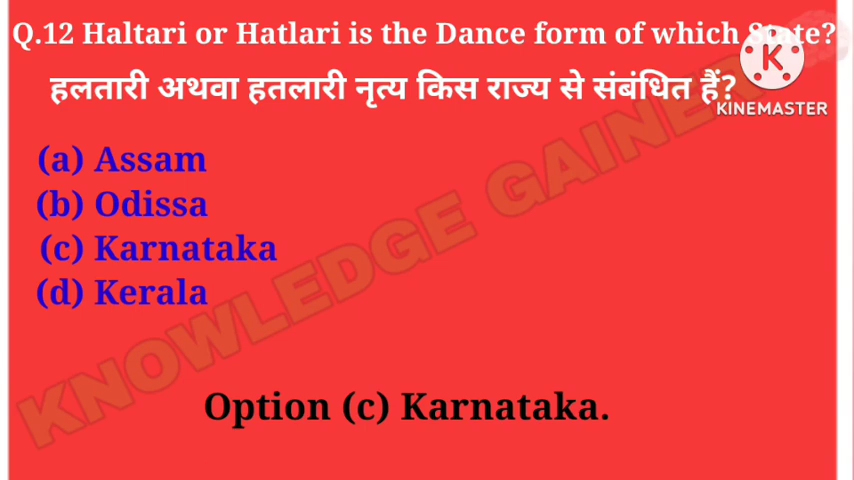 Q.12 Haltari or Hatlari is the Dance form of which State?
हलतारी अथवा हतलारी नृत्य किस राज्य से संबंधित हैं?
K
KINEMASTER
(a) Assam
(b) Odissa
(c) Karnataka
(d) Kerala
KNOWLEDGE GAINER
Option (c) Karnataka.